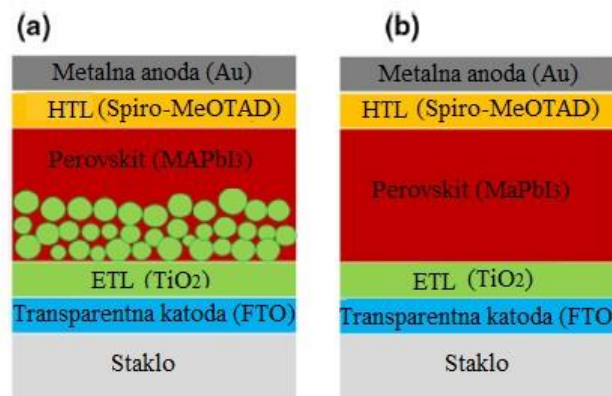 (a)
Metalna anoda (Au)
HTL (Spiro-MeOTAD)
Perovskit (MAPbI3)
ETL (TiO2)
Transparentna katoda (FTO)
Staklo
(b)
Metalna anoda (Au)
HTL (Spiro-MeOTAD)
Perovskit (MaPbI3)
ETL (TiO2)
Transparentna katoda (FTO
Staklo